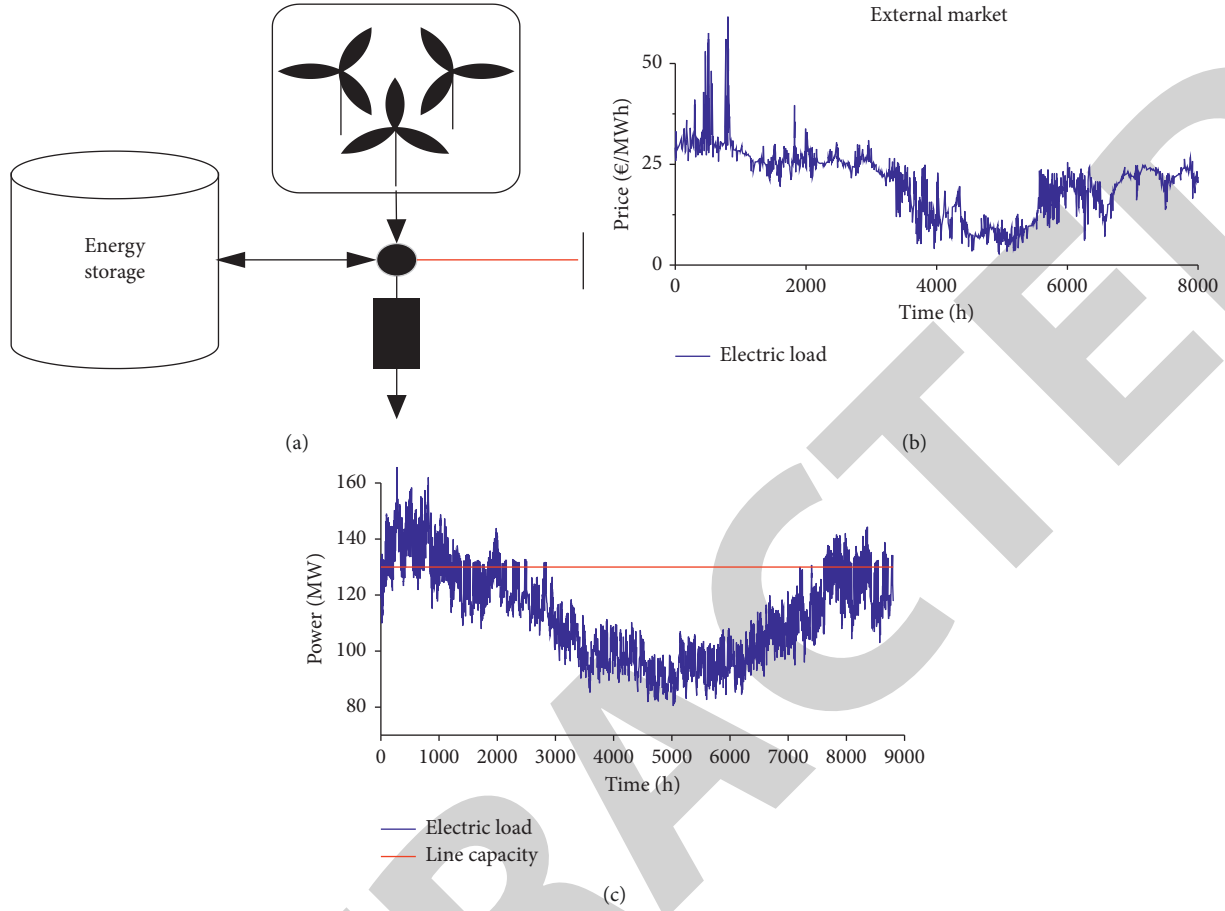 Energy
storage
(a)
External market
Price (€/MWh)
50
25
0
0 2000 4000 6000 8000
Time (h)
Electric load
(b)
Power (MW)
160
140
120
100
80
0 1000 2000 3000 4000 5000 6000 7000 8000 9000
Time (h)
Electric load
Line capacity
(c)